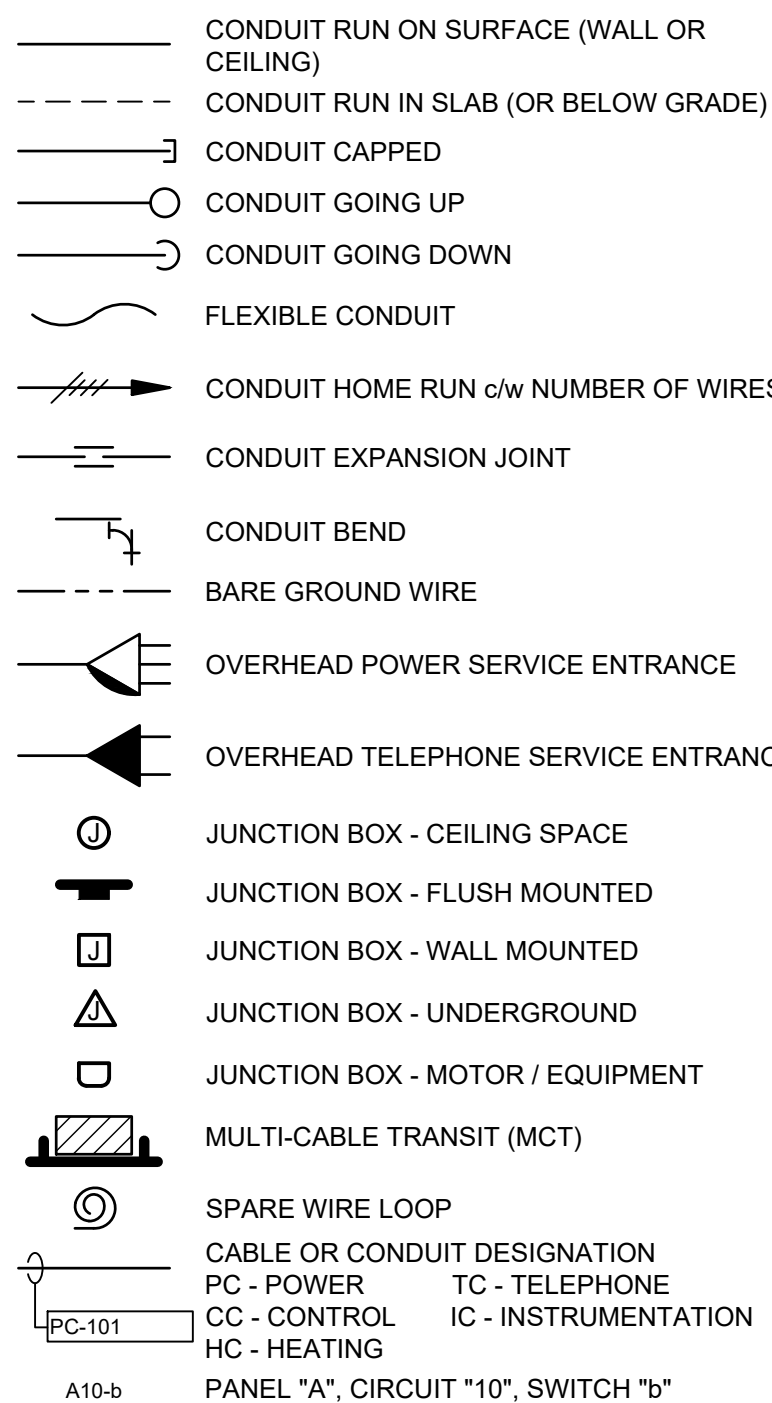 CONDUIT RUN ON SURFACE (WALL OR
CEILING)
CONDUIT RUN IN SLAB (OR BELOW GRADE)
CONDUIT CAPPED
CONDUIT GOING UP
CONDUIT GOING DOWN
FLEXIBLE CONDUIT
CONDUIT HOME RUN c/w NUMBER OF WIRES
CONDUIT EXPANSION JOINT
CONDUIT BEND
BARE GROUND WIRE
OVERHEAD POWER SERVICE ENTRANCE
OVERHEAD TELEPHONE SERVICE ENTRANC
J JUNCTION BOX - CEILING SPACE
JUNCTION BOX - FLUSH MOUNTED
J JUNCTION BOX - WALL MOUNTED
J JUNCTION BOX - UNDERGROUND
JUNCTION BOX - MOTOR / EQUIPMENT
MULTI-CABLE TRANSIT (MCT)
SPARE WIRE LOOP
CABLE OR CONDUIT DESIGNATION
PC - POWER TC - TELEPHONE
PC-101 CC - CONTROL IC - INSTRUMENTATION
HC - HEATING
A10-b PANEL "A", CIRCUIT "10", SWITCH "b"